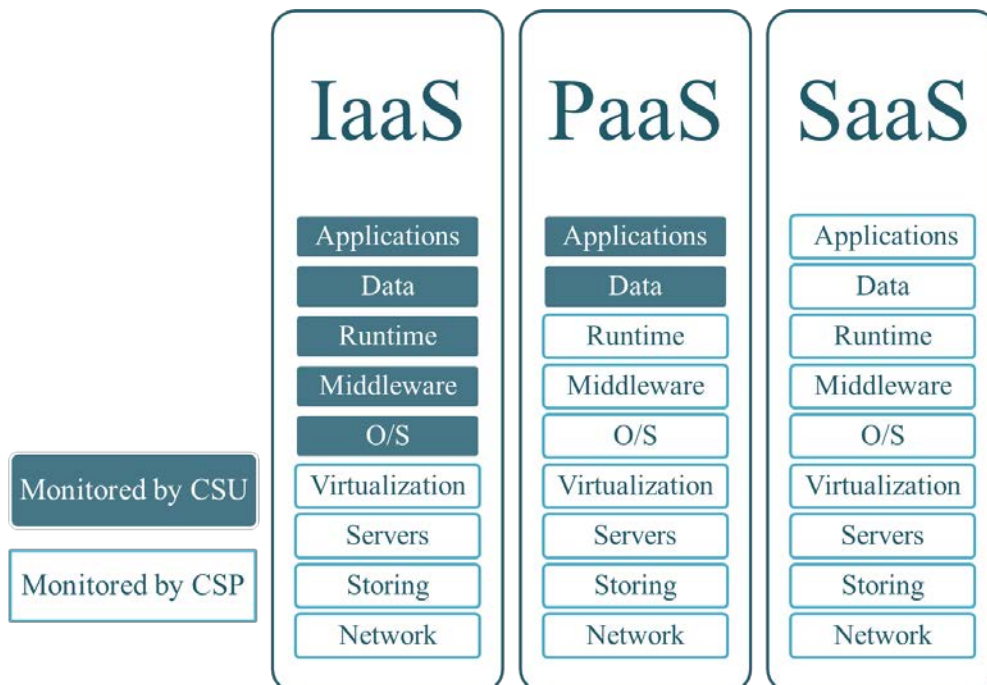 IaaS
Applications
Data
Runtime
Middleware
O/S
Virtualization
Servers
Storing
Network
PaaS
Applications
Data
Runtime
Middleware
O/S
Virtualization
Servers
Storing
Network
SaaS
Applications
Data
Runtime
Middleware
O/S
Virtualization
Servers
Storing
Network
Monitored by CSU
Monitored by CSP